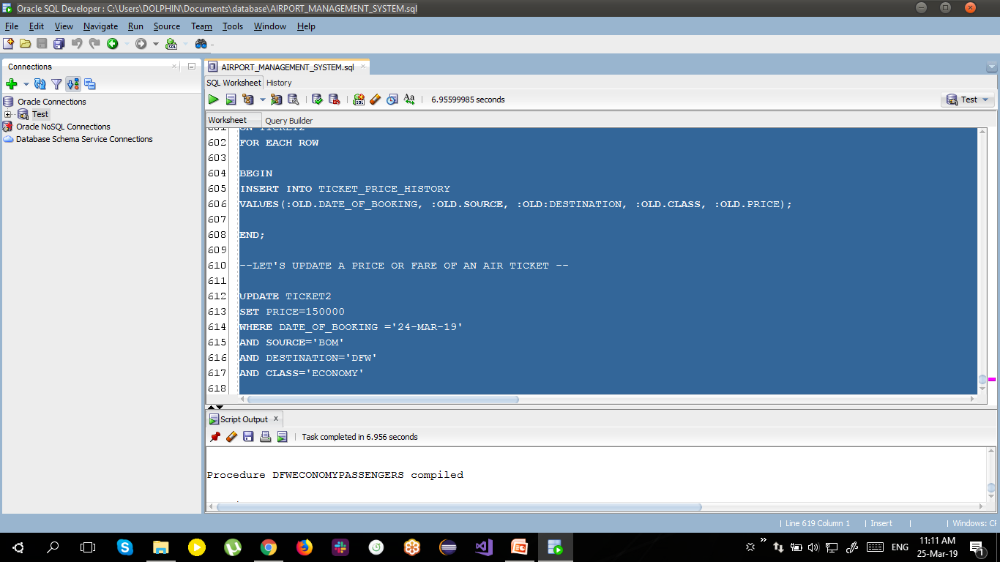 Oracle SQL Developer : C:\Users\DOLPHIN\Documents\database\AIRPORT_MANAGEMENT_SYSTEM.sql
File Edit View Navigate Run Source Team Tools Window Help
Connections
Oracle Connections
Test
Oracle NoSQL Connections
Database Schema Service Connections
AIRPORT_MANAGEMENT_SYSTEM.sql
SQL Worksheet History
6.95599985 seconds
Test
Worksheet Query Builder
601 ON TICKET2
602 FOR EACH ROW
603
604 BEGIN
605 INSERT INTO TICKET_PRICE_HISTORY
606 VALUES(:OLD.DATE_OF_BOOKING, :OLD.SOURCE, :OLD:DESTINATION, :OLD.CLASS, :OLD.PRICE);
607
608 END;
609
610 --LET'S UPDATE A PRICE OR FARE OF AN AIR TICKET --
611
612 UPDATE TICKET2
613 SET PRICE=150000
614 WHERE DATE_OF_BOOKING ='24-MAR-19'
615 AND SOURCE='BOM'
616 AND DESTINATION='DFW'
617 AND CLASS='ECONOMY'
618
Script Output
Task completed in 6.956 seconds
Procedure DFWECONOMYPASSENGERS compiled
Line 619 Column 1 Insert Windows: CF
ENG
11:11 AM
25-Mar-19
1